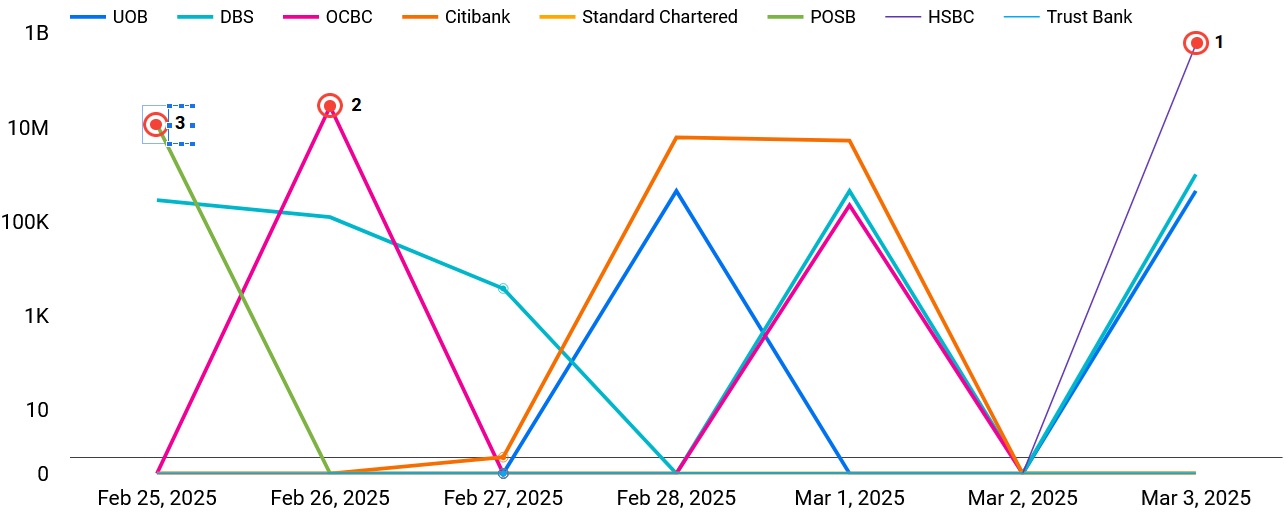 UOB DBS OCBC Citibank Standard Chartered POSB HSBC Trust Bank
1B
1
2
3
10M
100K
1K
10
0
Feb 25, 2025 Feb 26, 2025 Feb 27, 2025 Feb 28, 2025 Mar 1, 2025 Mar 2, 2025 Mar 3, 2025